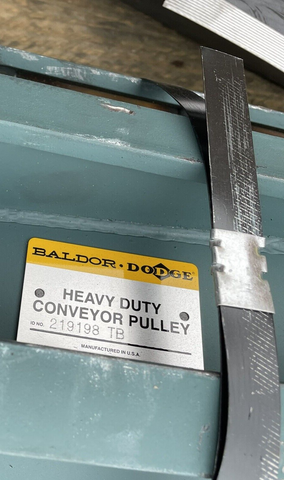 BALDOR · DODGE
HEAVY DUTY
CONVEYOR PULLEY
ID NO. 219198 TB
MANUFACTURED IN U.S.A.